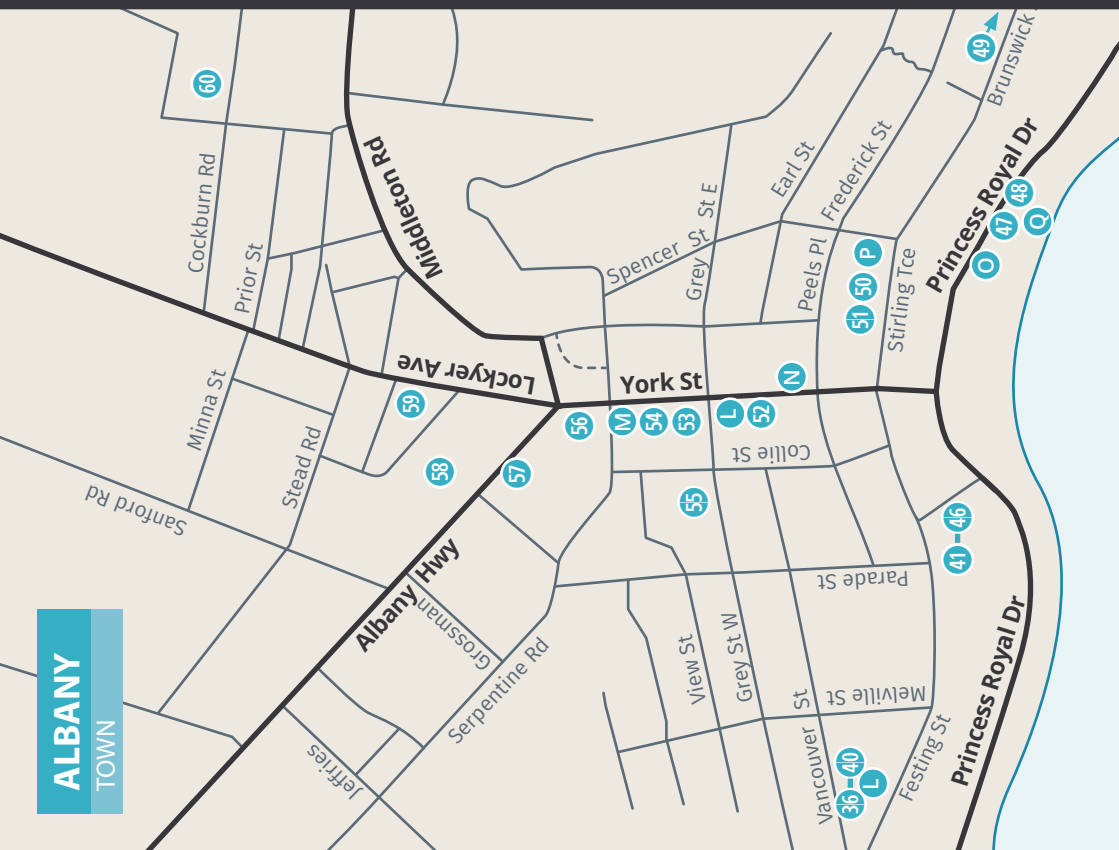 ALBANY
TOWN
60
Cockburn Rd
Prior St
Middleton Rd
Lockyer Ave
Minna St
Stead Rd
Sanford Rd
Albany Hwy
Grossman
Jeffries
Serpentine Rd
59
58
57
56
M
54
53
L
52
N
York St
Collie St
55
Spencer St
Grey St E
Earl St
Frederick St
Peels Pl
Stirling Tce
Brunswick
49
Princess Royal Dr
48
47
Q
O
P
50
51
46
41
Parade St
Melville St
View St
Grey St W
Vancouver St
Festing St
40
36
L
Princess Royal Dr